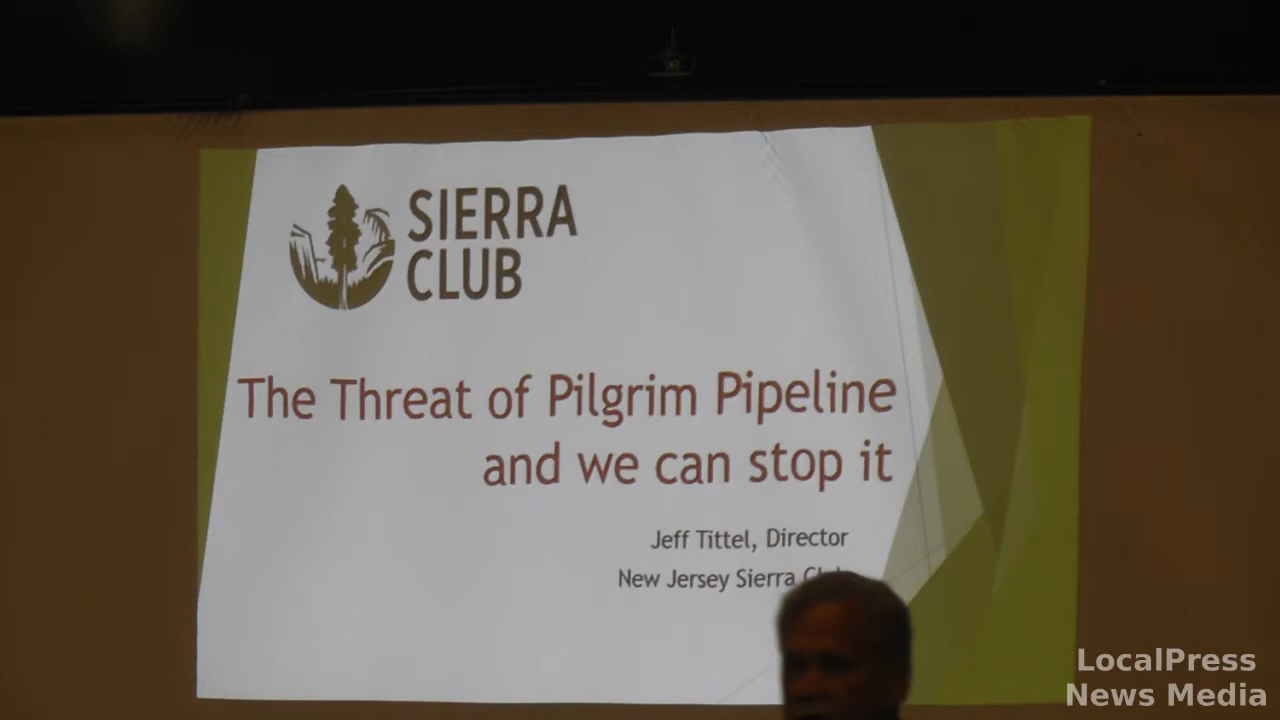 SIERRA
CLUB
The Threat of Pilgrim Pipeline
and we can stop it
Jeff Tittel, Director
New Jersey Sierra
LocalPress
News Media